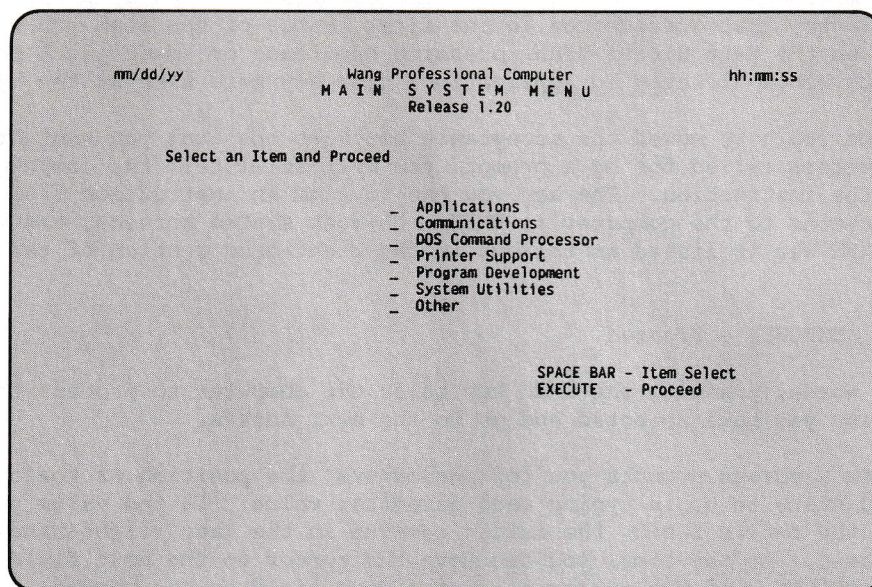 mm/dd/yy Wang Professional Computer hh:mm:ss
M A I N  S Y S T E M  M E N U
Release 1.20
Select an Item and Proceed
_ Applications
_ Communications
_ DOS Command Processor
_ Printer Support
_ Program Development
_ System Utilities
_ Other
SPACE BAR - Item Select
EXECUTE - Proceed